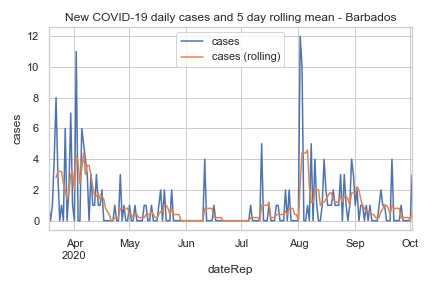 New COVID-19 daily cases and 5 day rolling mean - Barbados
cases
cases (rolling)
12
10
8
6
4
2
0
cases
Apr May Jun Jul Aug Sep Oct
2020
dateRep